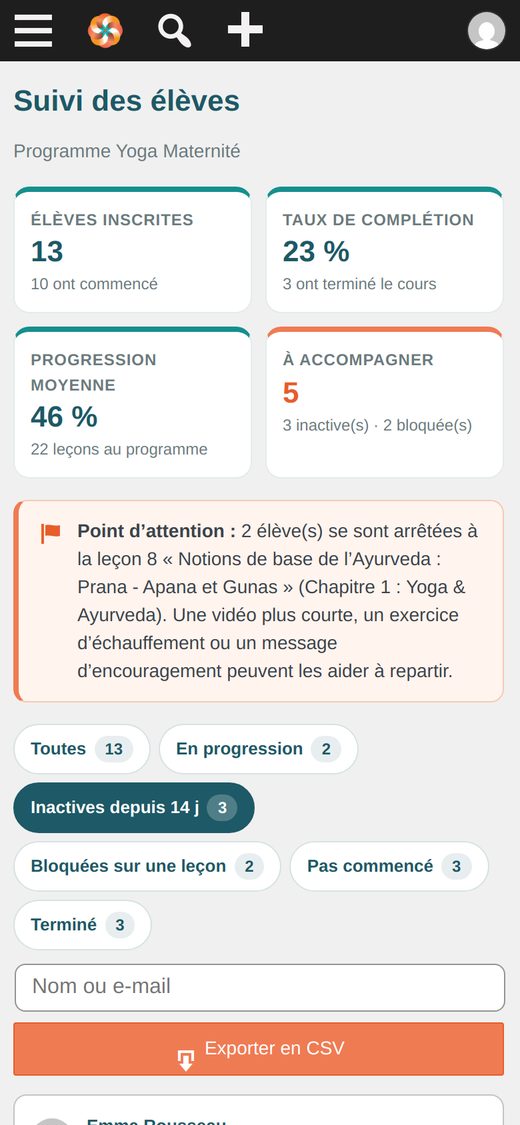 Suivi des élèves
Programme Yoga Maternité
ÉLÈVES INSCRITES
13
10 ont commencé
TAUX DE COMPLÉTION
23 %
3 ont terminé le cours
PROGRESSION
MOYENNE
46 %
22 leçons au programme
À ACCOMPAGNER
5
3 inactive(s) · 2 bloquée(s)
Point d’attention : 2 élève(s) se sont arrêtées à
la leçon 8 « Notions de base de l’Ayurveda :
Prana - Apana et Gunas » (Chapitre 1 : Yoga &
Ayurveda). Une vidéo plus courte, un exercice
d’échauffement ou un message
d’encouragement peuvent les aider à repartir.
Toutes 13
En progression 2
Inactives depuis 14 j 3
Bloquées sur une leçon 2
Pas commencé 3
Terminé 3
Nom ou e-mail
Exporter en CSV
Emme Rousseau